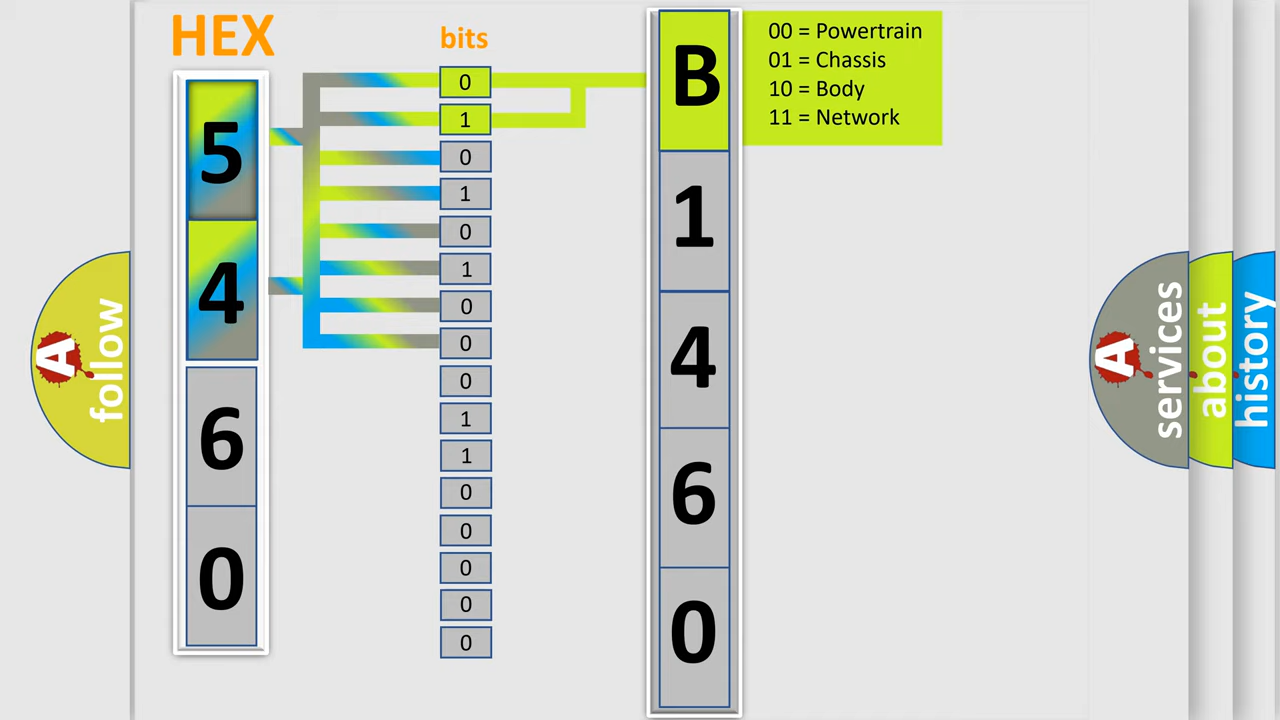 HEX
bits
5
4
6
0
0
1
0
1
0
1
0
0
0
1
1
0
0
0
0
0
B
1
4
6
0
00 = Powertrain
01 = Chassis
10 = Body
11 = Network
A
follow
A
services
about
history